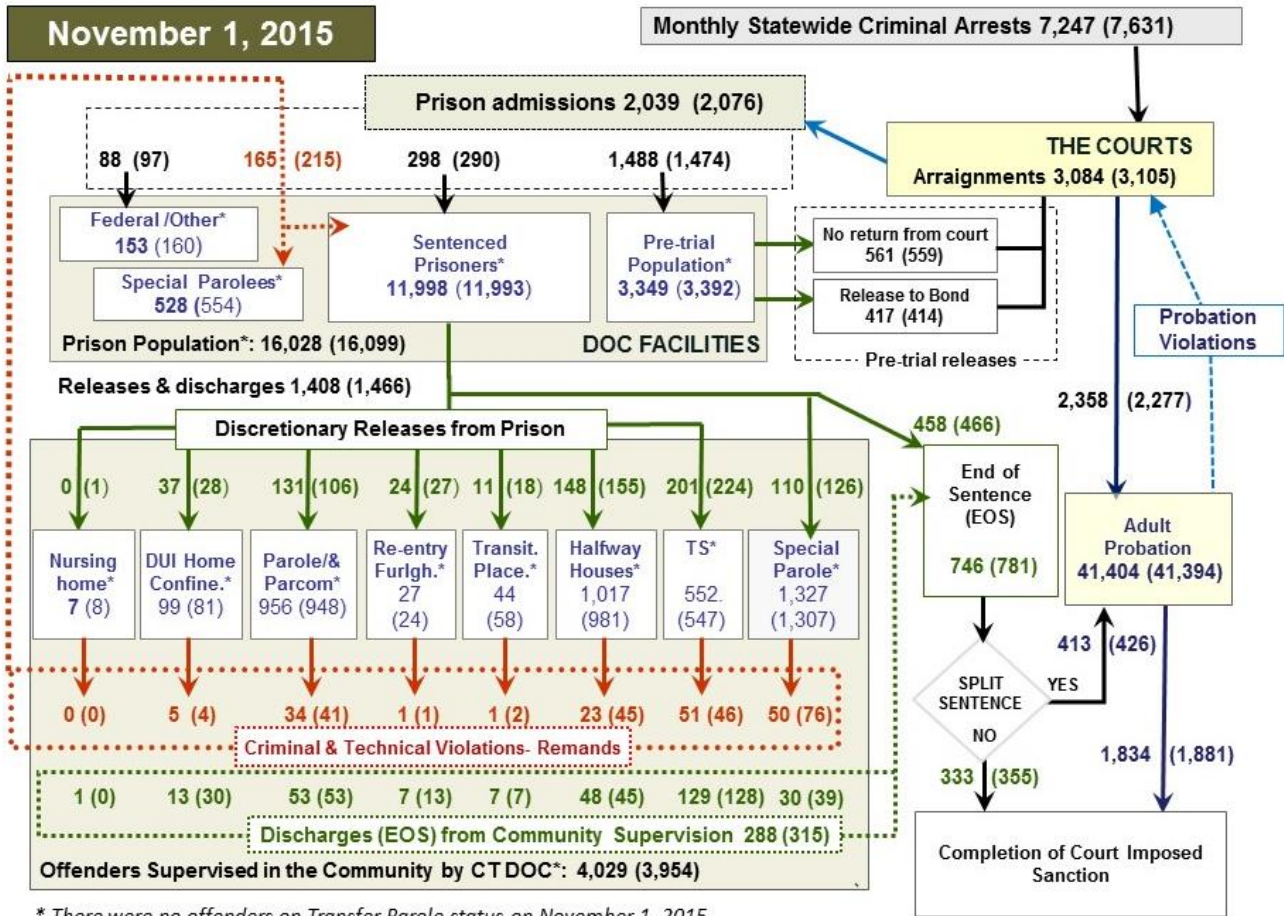 November 1, 2015
Monthly Statewide Criminal Arrests 7,247 (7,631)
Prison admissions 2,039 (2,076)
THE COURTS
Arraignments 3,084 (3,105)
88 (97)
165 (215)
298 (290)
1,488 (1,474)
Federal /Other*
153 (160)
Special Parolees*
528 (554)
Sentenced
Prisoners*
11,998 (11,993)
Pre-trial
Population*
3,349 (3,392)
No return from court
561 (559)
Release to Bond
417 (414)
Pre-trial releases
Prison Population*: 16,028 (16,099)
DOC FACILITIES
Probation
Violations
Releases & discharges 1,408 (1,466)
2,358 (2,277)
Discretionary Releases from Prison
458 (466)
0 (1)
37 (28)
131 (106)
24 (27)
11 (18)
148 (155)
201 (224)
110 (126)
Nursing
home*
7 (8)
DUI Home
Confine.*
99 (81)
Parole/&
Parcom*
956 (948)
Re-entry
Furlgh.*
27
(24)
Transit.
Place.*
44
(58)
Halfway
Houses*
1,017
(981)
TS*
552.
(547)
Special
Parole*
1,327
(1,307)
End of
Sentence
(EOS)
746 (781)
Adult
Probation
41,404 (41,394)
413 (426)
0 (0)
5 (4)
34 (41)
1 (1)
1 (2)
23 (45)
51 (46)
50 (76)
Criminal & Technical Violations- Remands
SPLIT
SENTENCE
YES
NO
333 (355)
1,834 (1,881)
1 (0)
13 (30)
53 (53)
7 (13)
7 (7)
48 (45)
129 (128)
30 (39)
Discharges (EOS) from Community Supervision 288 (315)
Offenders Supervised in the Community by CT DOC*: 4,029 (3,954)
Completion of Court Imposed
Sanction
* There were no offenders on Transfer Parole status on November 1, 2015